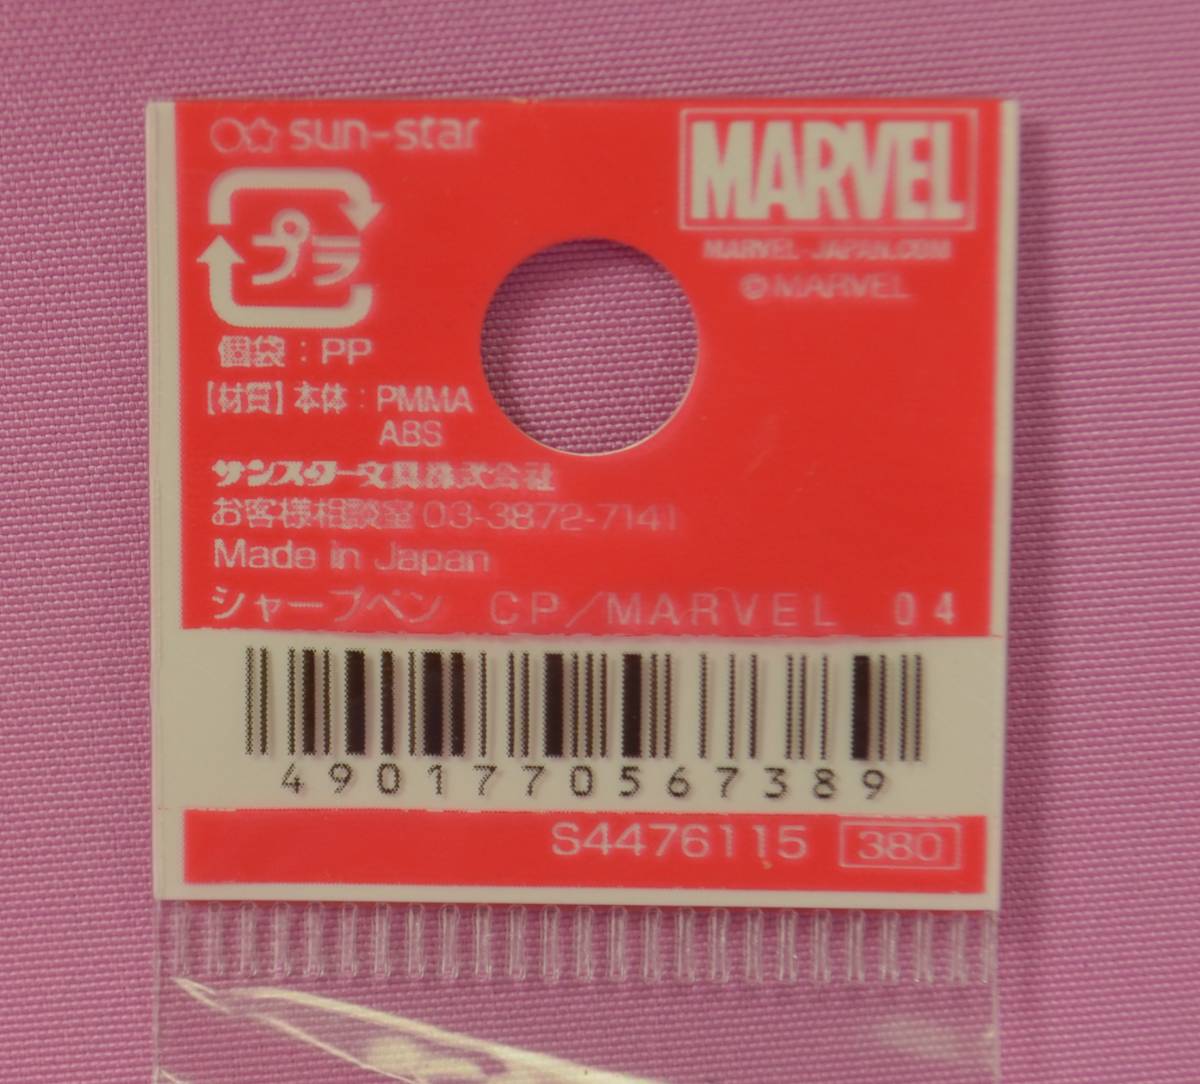 sun-star
MARVEL
MARVEL-JAPAN.COM
©MARVEL
プラ
個袋：PP
【材質】本体：PMMA
ABS
サンスター文具株式会社
お客様相談室 03-3872-7141
Made in Japan
シャープペン CP/MARVEL 04
4901770567389
S4476115 380